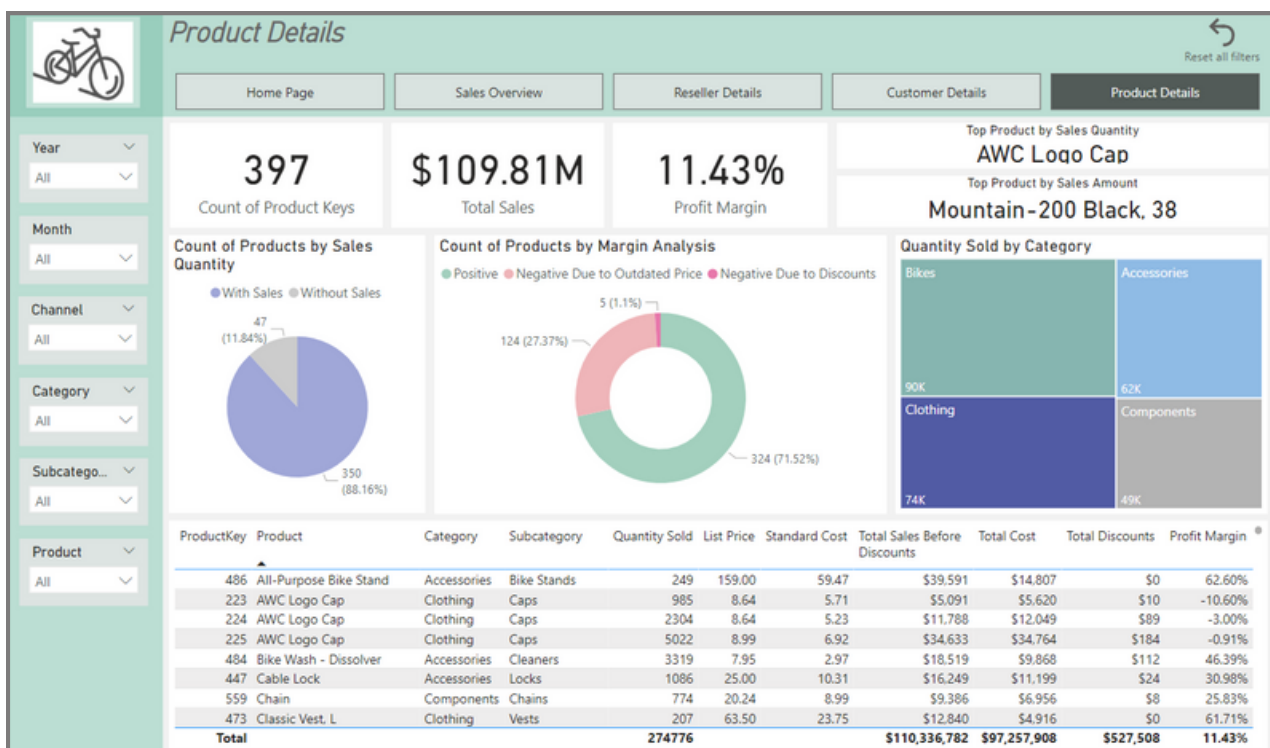 Product Details
Reset all filters
Home Page
Sales Overview
Reseller Details
Customer Details
Product Details
Year
All
Month
All
Channel
All
Category
All
Subcatego...
All
Product
All
397
Count of Product Keys
$109.81M
Total Sales
11.43%
Profit Margin
Top Product by Sales Quantity
AWC Logo Cap
Top Product by Sales Amount
Mountain-200 Black, 38
Count of Products by Sales
Quantity
With Sales Without Sales
47
(11.84%)
350
(88.16%)
Count of Products by Margin Analysis
Positive Negative Due to Outdated Price Negative Due to Discounts
5 (1.1%)
124 (27.37%)
324 (71.52%)
Quantity Sold by Category
Bikes
90K
Accessories
62K
Clothing
74K
Components
49K
ProductKey Product Category Subcategory Quantity Sold List Price Standard Cost Total Sales Before Total Cost Total Discounts Profit Margin
Discounts
486 All-Purpose Bike Stand Accessories Bike Stands 249 159.00 59.47 $39,591 $14,807 $0 62.60%
223 AWC Logo Cap Clothing Caps 985 8.64 5.71 $5,091 $5,620 $10 -10.60%
224 AWC Logo Cap Clothing Caps 2304 8.64 5.23 $11,788 $12,049 $89 -3.00%
225 AWC Logo Cap Clothing Caps 5022 8.99 6.92 $34,633 $34,764 $184 -0.91%
484 Bike Wash - Dissolver Accessories Cleaners 3319 7.95 2.97 $18,519 $9,868 $112 46.39%
447 Cable Lock Accessories Locks 1086 25.00 10.31 $16,249 $11,199 $24 30.98%
559 Chain Components Chains 774 20.24 8.99 $9,386 $6,956 $8 25.83%
473 Classic Vest, L Clothing Vests 207 63.50 23.75 $12,840 $4,916 $0 61.71%
Total 274776 $110,336,782 $97,257,908 $527,508 11.43%